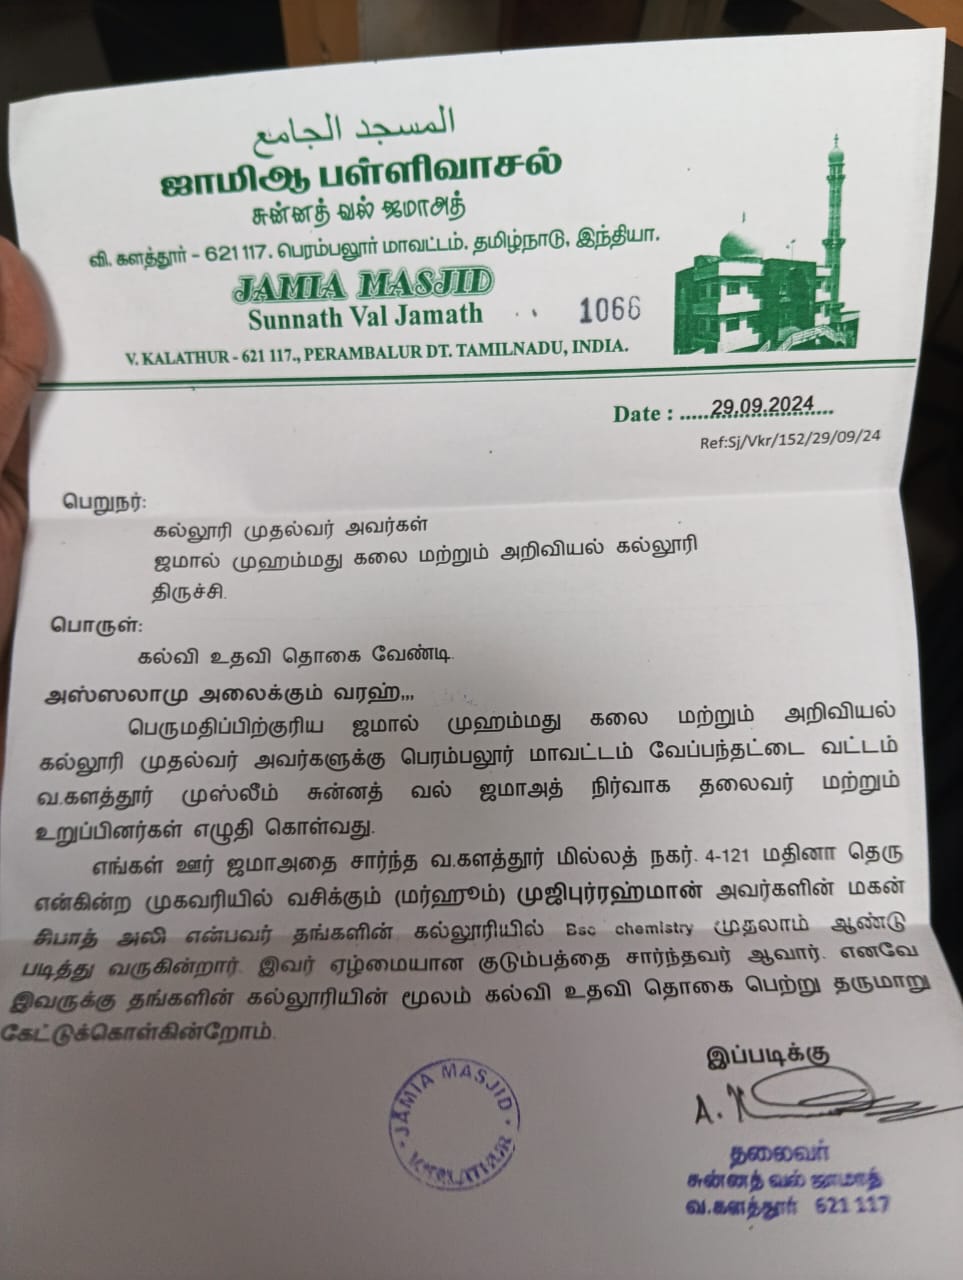 المسجد الجامع
ஜாமிஆ பள்ளிவாசல்
சுன்னத் வல் ஜமாஅத்
வி. களத்தூர் - 621 117. பெரம்பலூர் மாவட்டம். தமிழ்நாடு, இந்தியா.
JAMIA MASJID
Sunnath Val Jamath
1066
V. KALATHUR - 621 117., PERAMBALUR DT. TAMILNADU, INDIA.
Date : ......29.09.2024......
Ref:Sj/Vkr/152/29/09/24
பெறுநர்:
கல்லூரி முதல்வர் அவர்கள்
ஜமால் முஹம்மது கலை மற்றும் அறிவியல் கல்லூரி
திருச்சி.
பொருள்:
கல்வி உதவி தொகை வேண்டி.
அஸ்ஸலாமு அலைக்கும் வரஹ்,,,
பெருமதிப்பிற்குரிய ஜமால் முஹம்மது கலை மற்றும் அறிவியல்
கல்லூரி முதல்வர் அவர்களுக்கு பெரம்பலூர் மாவட்டம் வேப்பந்தட்டை வட்டம்
வ.களத்தூர் முஸ்லீம் சுன்னத் வல் ஜமாஅத் நிர்வாக தலைவர் மற்றும்
உறுப்பினர்கள் எழுதி கொள்வது.
எங்கள் ஊர் ஜமாஅதை சார்ந்த வ.களத்தூர் மில்லத் நகர். 4-121 மதினா தெரு
என்கின்ற முகவரியில் வசிக்கும் (மர்ஹூம்) முஜிபுர்ரஹ்மான் அவர்களின் மகன்
சிபாத் அலி என்பவர் தங்களின் கல்லூரியில் Bsc chemistry முதலாம் ஆண்டு
படித்து வருகின்றார். இவர் ஏழ்மையான குடும்பத்தை சார்ந்தவர் ஆவார். எனவே
இவருக்கு தங்களின் கல்லூரியின் மூலம் கல்வி உதவி தொகை பெற்று தருமாறு
கேட்டுக்கொள்கின்றோம்.
இப்படிக்கு
JAMIA MASJID
தலைவர்
சுன்னத் வல் ஜமாத்
வ.களத்தூர் 621 117